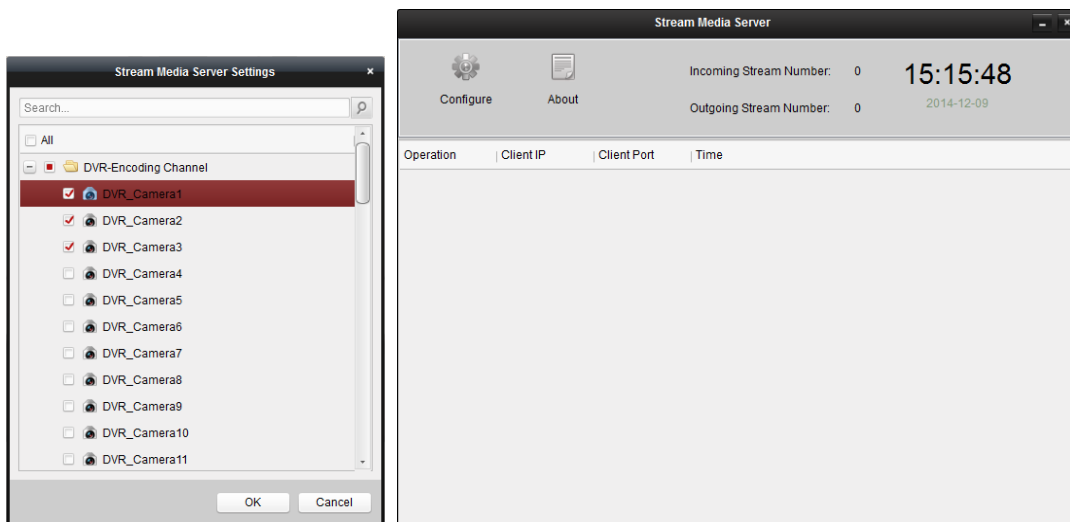 Stream Media Server Settings
Search...
All
DVR-Encoding Channel
DVR_Camera1
DVR_Camera2
DVR_Camera3
DVR_Camera4
DVR_Camera5
DVR_Camera6
DVR_Camera7
DVR_Camera8
DVR_Camera9
DVR_Camera10
DVR_Camera11
OK Cancel
Stream Media Server
Configure About
Incoming Stream Number: 0
Outgoing Stream Number: 0
15:15:48
2014-12-09
Operation Client IP Client Port Time